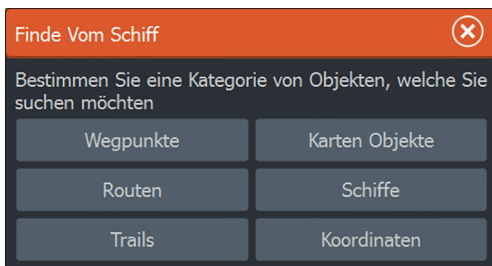 Finde Vom Schiff
Bestimmen Sie eine Kategorie von Objekten, welche Sie
suchen möchten
Wegpunkte
Karten Objekte
Routen
Schiffe
Trails
Koordinaten